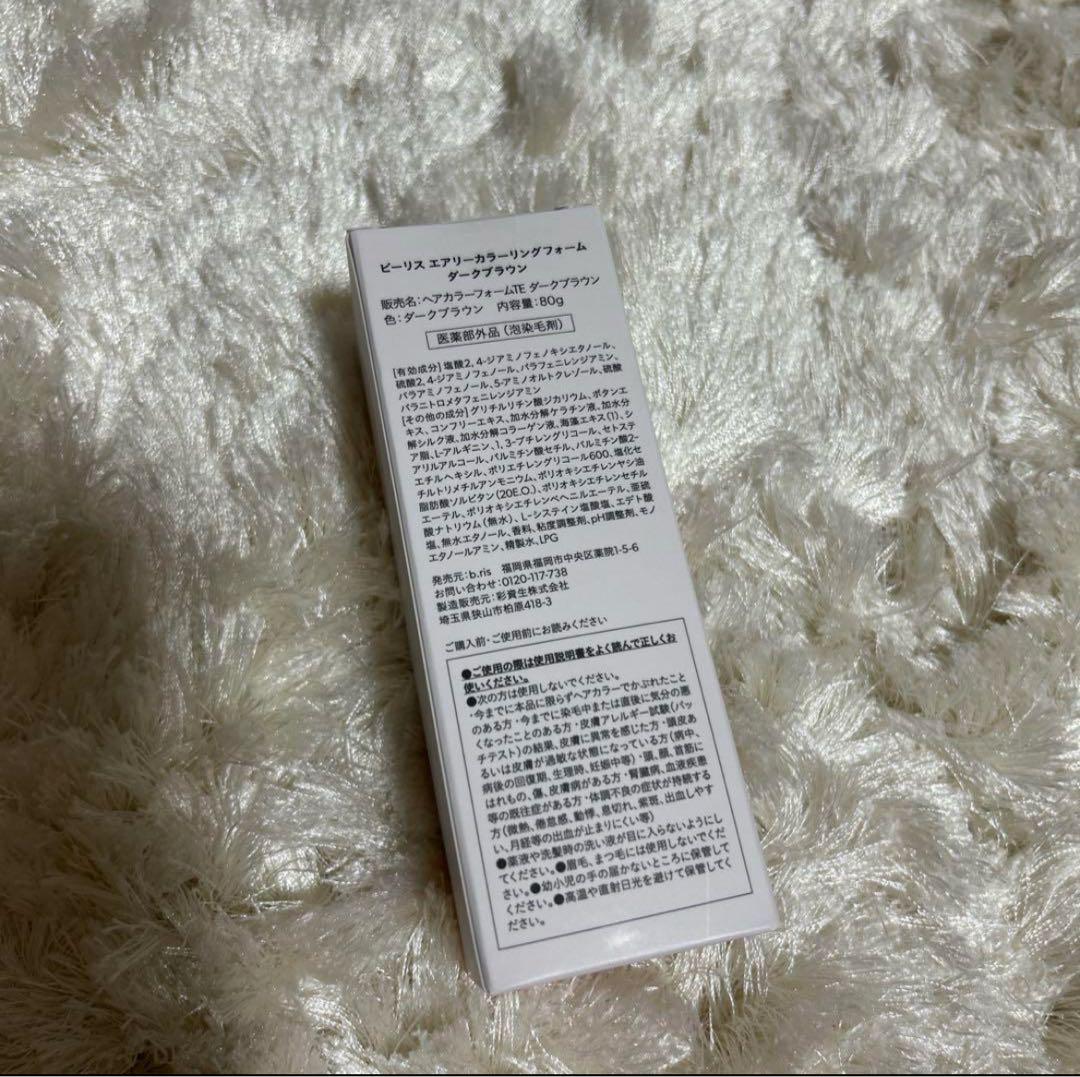 ビーリス エアリーカラーリングフォーム
ダークブラウン
販売名：ヘアカラーフォームTE ダークブラウン
色：ダークブラウン　内容量：80g
医薬部外品（泡染毛剤）
[有効成分] 塩酸2, 4-ジアミノフェノキシエタノール、
硫酸2, 4-ジアミノフェノール、パラフェニレンジアミン、
パラアミノフェノール、5-アミノオルトクレゾール、硫酸
パラニトロメタフェニレンジアミン
[その他の成分] グリチルリチン酸ジカリウム、ボタンエ
キス、コンフリーエキス、加水分解ケラチン液、加水分
解シルク液、加水分解コラーゲン液、海藻エキス(1)、シ
ア脂、L-アルギニン、1, 3-ブチレングリコール、セトステ
アリルアルコール、パルミチン酸セチル、パルミチン酸2-
エチルヘキシル、ポリエチレングリコール600、塩化セ
チルトリメチルアンモニウム、ポリオキシエチレンヤシ油
脂肪酸ソルビタン(20E.O.)、ポリオキシエチレンセチル
エーテル、ポリオキシエチレンベヘニルエーテル、亜硫
酸ナトリウム（無水）、L-システイン塩酸塩、エデト酸
塩、無水エタノール、香料、粘度調整剤、pH調整剤、モノ
エタノールアミン、精製水、LPG
発売元：b.ris　福岡県福岡市中央区薬院1-5-6
お問い合わせ：0120-117-738
製造販売元：彩資生株式会社
埼玉県狭山市柏原418-3
ご購入前・ご使用前にお読みください
●ご使用の際は使用説明書をよく読んで正しくお
使いください。
●次の方は使用しないでください。
・今までに本品に限らずヘアカラーでかぶれたこと
のある方・今までに染毛中または直後に気分の悪
くなったことのある方・皮膚アレルギー試験（パッ
チテスト）の結果、皮膚に異常を感じた方・頭皮あ
るいは皮膚が過敏な状態になっている方（病中、
病後の回復期、生理時、妊娠中等）・頭、顔、首筋に
はれもの、傷、皮膚病がある方・腎臓病、血液疾患
等の既往症がある方・体調不良の症状が持続する
方（微熱、倦怠感、動悸、息切れ、紫斑、出血しやす
い、月経等の出血が止まりにくい等）
●薬液や洗髪時の洗い液が目に入らないようにし
てください。●眉毛、まつ毛には使用しないでくだ
さい。●幼小児の手の届かないところに保管して
ください。●高温や直射日光を避けて保管してく
ださい。